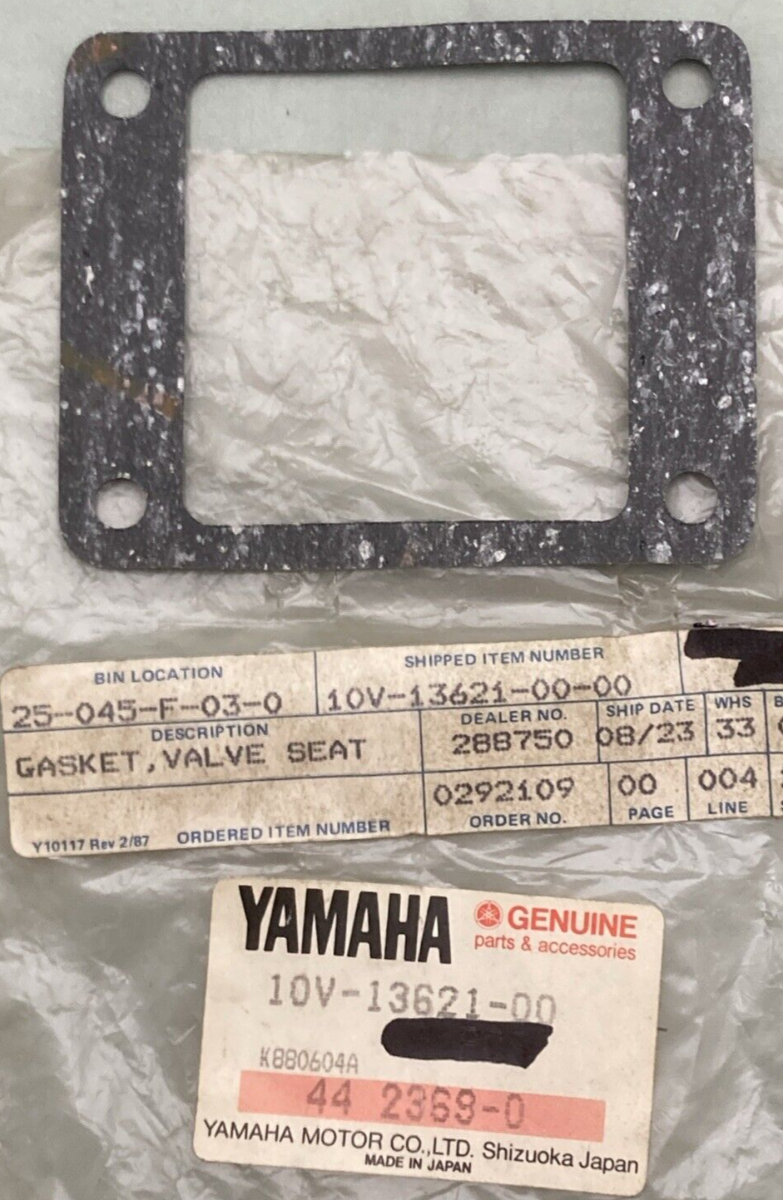 BIN LOCATION
25-045-F-03-0
SHIPPED ITEM NUMBER
10V-13621-00-00
DESCRIPTION
GASKET,VALVE SEAT
DEALER NO.
288750
SHIP DATE
08/23
WHS
33
0292109
ORDER NO.
00
PAGE
004
LINE
Y10117 Rev 2/87 ORDERED ITEM NUMBER
YAMAHA
GENUINE
parts & accessories
10V-13621-00
K880604A
44 2369-0
YAMAHA MOTOR CO.,LTD. Shizuoka Japan
MADE IN JAPAN